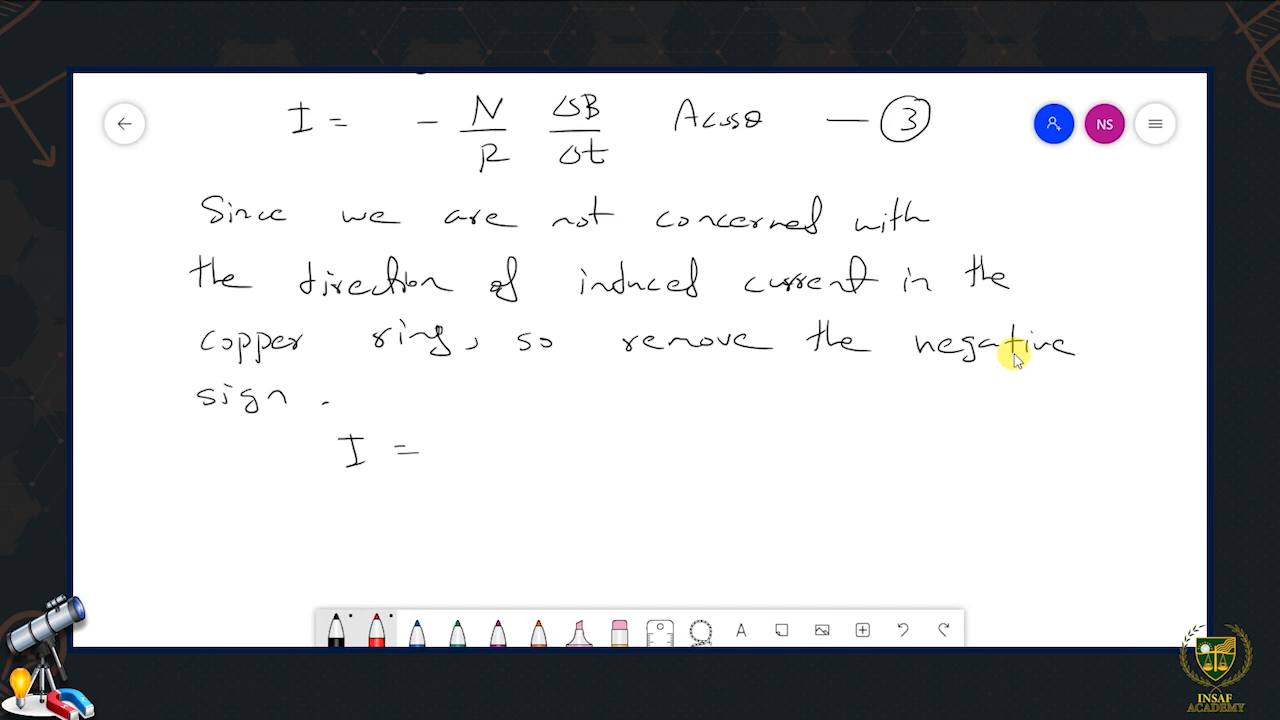 I = - N/R ΔB/Δt A cosθ — ③
NS
Since we are not concerned with
the direction of induced current in the
copper ring, so remove the negative
sign.
I =
A
INSAF
ACADEMY